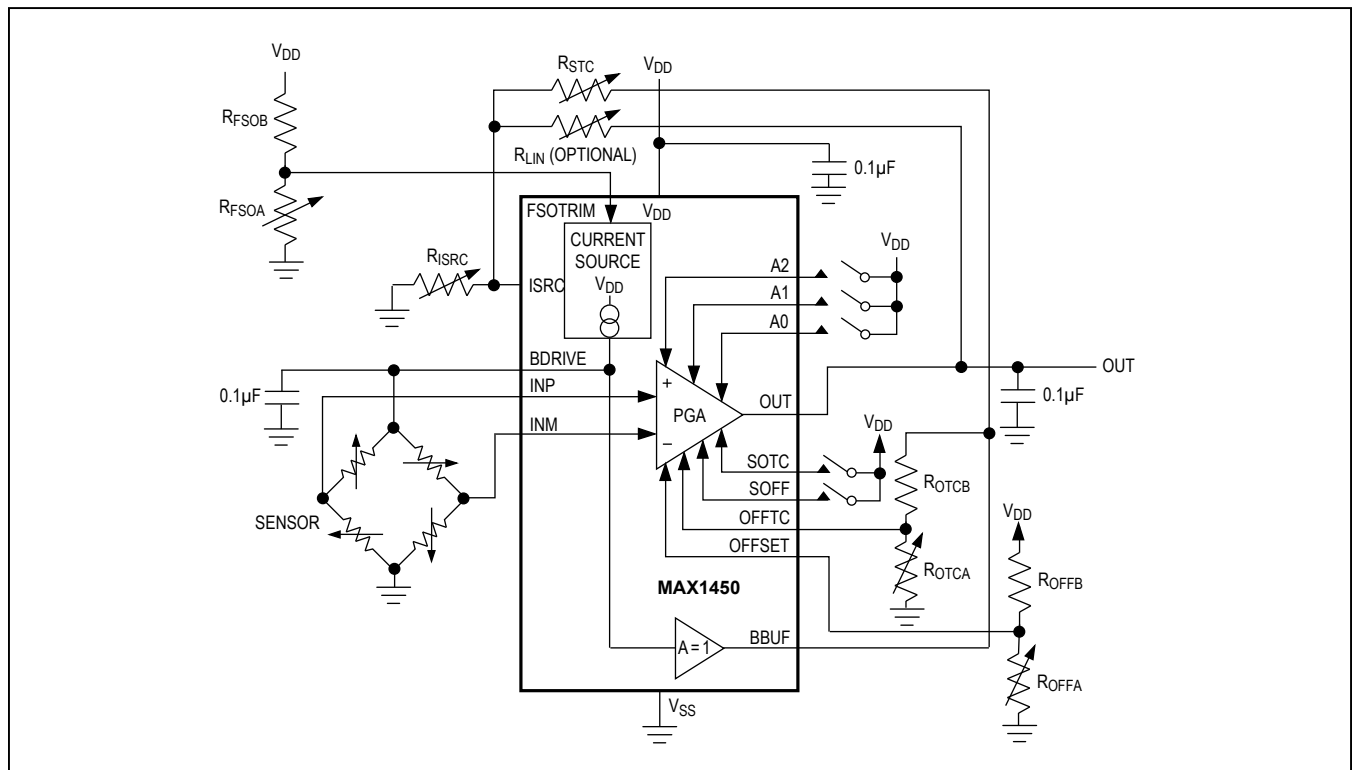 VDD
RSTC
VDD
RFSOB
RLIN (OPTIONAL)
0.1µF
RFSOA
FSOTRIM
VDD
CURRENT
SOURCE
VDD
RISRC
ISRC
A2
A1
A0
VDD
BDRIVE
INP
INM
0.1µF
+
PGA
−
OUT
OUT
0.1µF
VDD
SOTC
SOFF
OFFTC
OFFSET
ROTCB
ROTCA
SENSOR
MAX1450
VDD
ROFFB
ROFFA
A = 1
BBUF
VSS